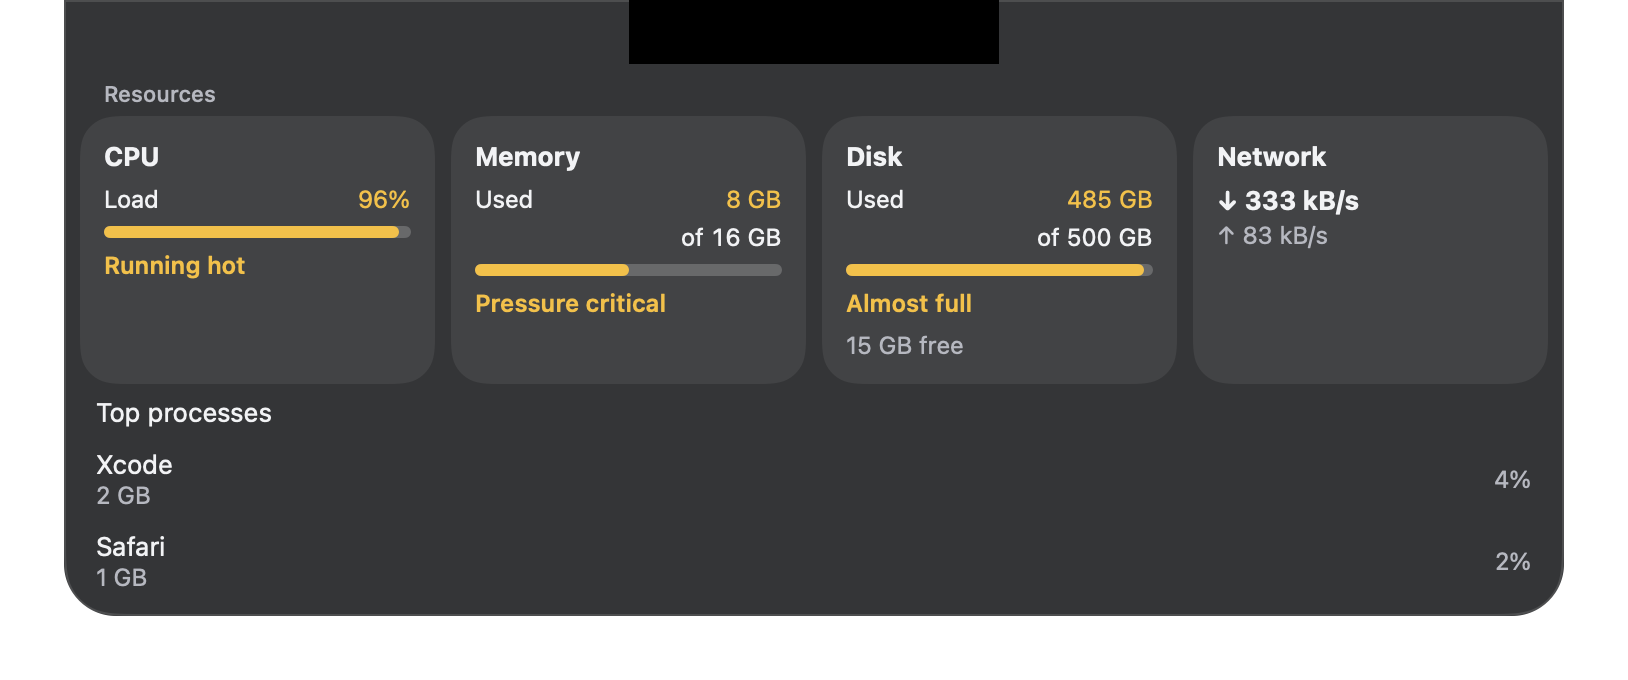 Resources
CPU
Load 96%
Running hot
Memory
Used 8 GB
of 16 GB
Pressure critical
Disk
Used 485 GB
of 500 GB
Almost full
15 GB free
Network
↓ 333 kB/s
↑ 83 kB/s
Top processes
Xcode
2 GB
4%
Safari
1 GB
2%